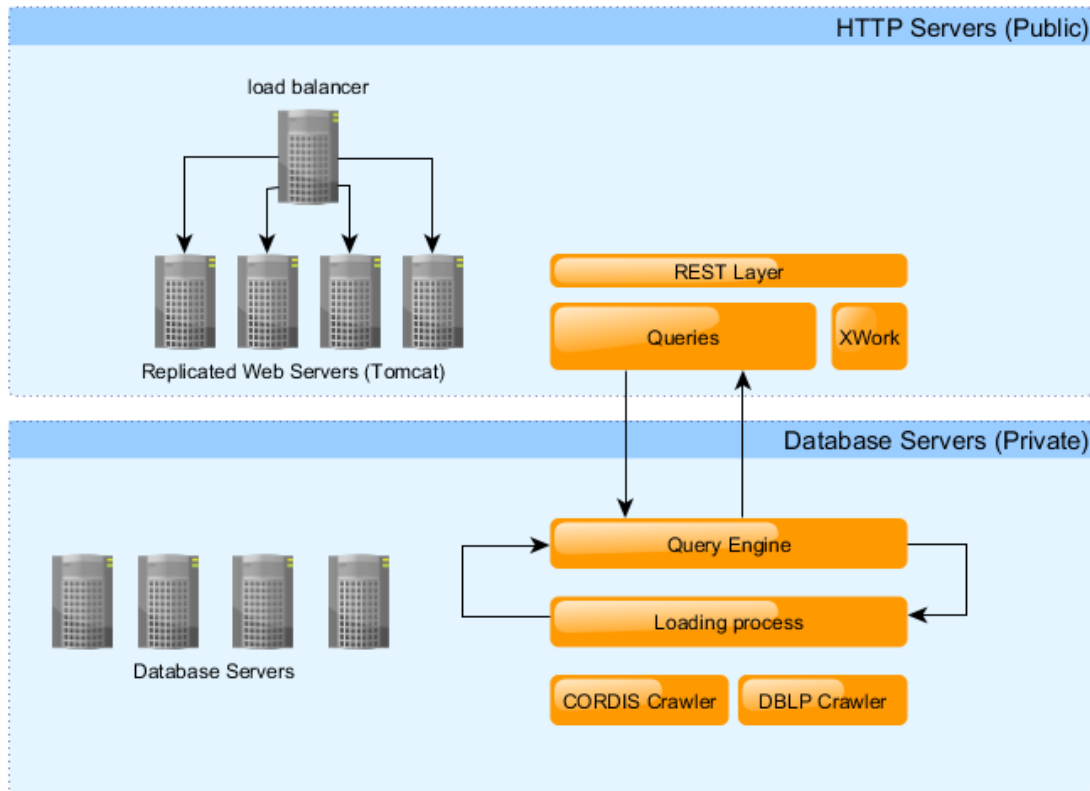 HTTP Servers (Public)
load balancer
REST Layer
Queries
XWork
Replicated Web Servers (Tomcat)
Database Servers (Private)
Query Engine
Loading process
Database Servers
CORDIS Crawler
DBLP Crawler